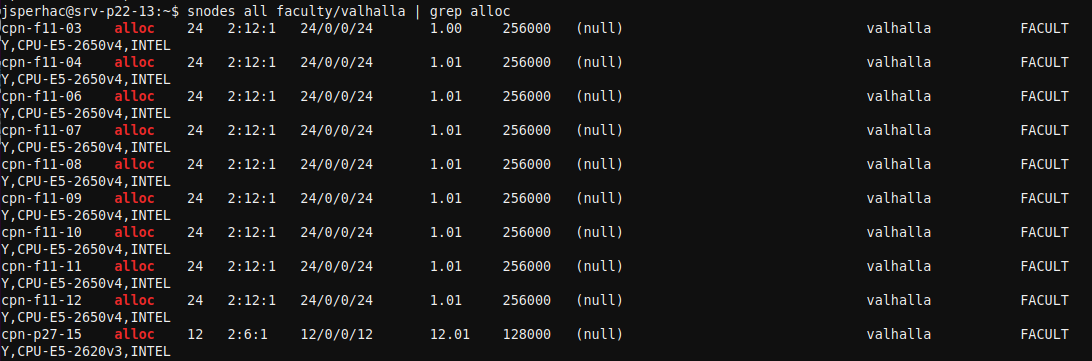 jsperhac@srv-p22-13:~$ snodes all faculty/valhalla | grep alloc
cpn-f11-03 alloc 24 2:12:1 24/0/0/24 1.00 256000 (null) valhalla FACULT
Y,CPU-E5-2650v4,INTEL
cpn-f11-04 alloc 24 2:12:1 24/0/0/24 1.01 256000 (null) valhalla FACULT
Y,CPU-E5-2650v4,INTEL
cpn-f11-06 alloc 24 2:12:1 24/0/0/24 1.01 256000 (null) valhalla FACULT
Y,CPU-E5-2650v4,INTEL
cpn-f11-07 alloc 24 2:12:1 24/0/0/24 1.01 256000 (null) valhalla FACULT
Y,CPU-E5-2650v4,INTEL
cpn-f11-08 alloc 24 2:12:1 24/0/0/24 1.01 256000 (null) valhalla FACULT
Y,CPU-E5-2650v4,INTEL
cpn-f11-09 alloc 24 2:12:1 24/0/0/24 1.01 256000 (null) valhalla FACULT
Y,CPU-E5-2650v4,INTEL
cpn-f11-10 alloc 24 2:12:1 24/0/0/24 1.01 256000 (null) valhalla FACULT
Y,CPU-E5-2650v4,INTEL
cpn-f11-11 alloc 24 2:12:1 24/0/0/24 1.01 256000 (null) valhalla FACULT
Y,CPU-E5-2650v4,INTEL
cpn-f11-12 alloc 24 2:12:1 24/0/0/24 1.01 256000 (null) valhalla FACULT
Y,CPU-E5-2650v4,INTEL
cpn-p27-15 alloc 12 2:6:1 12/0/0/12 12.01 128000 (null) valhalla FACULT
Y,CPU-E5-2620v3,INTEL